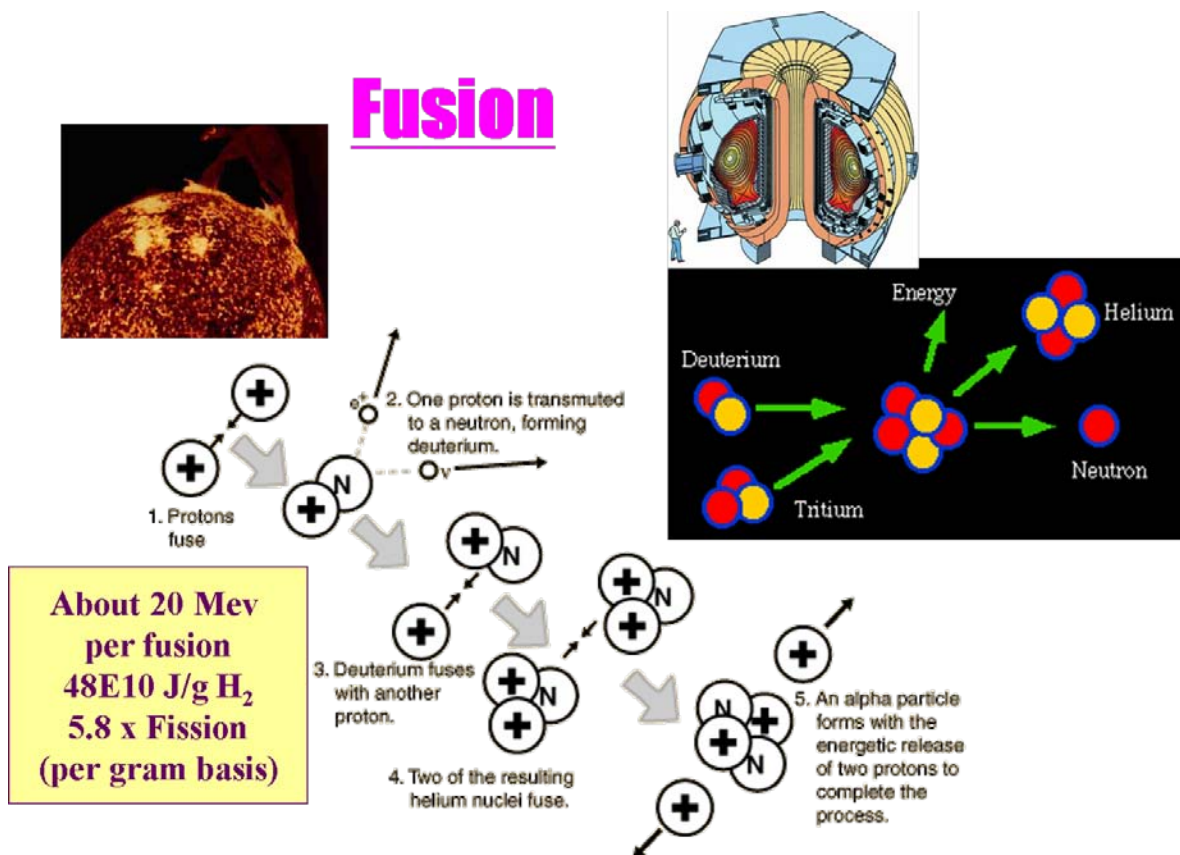 Fusion
Energy
Helium
Deuterium
Neutron
Tritium
+
+
1. Protons
fuse
e+
ν
2. One proton is transmuted
to a neutron, forming
deuterium.
+
N
+
N
+
3. Deuterium fuses
with another
proton.
+
N
+
+
N
+
4. Two of the resulting
helium nuclei fuse.
+
N
+
+
N
+
5. An alpha particle
forms with the
energetic release
of two protons to
complete the
process.
About 20 Mev
per fusion
48E10 J/g H₂
5.8 x Fission
(per gram basis)